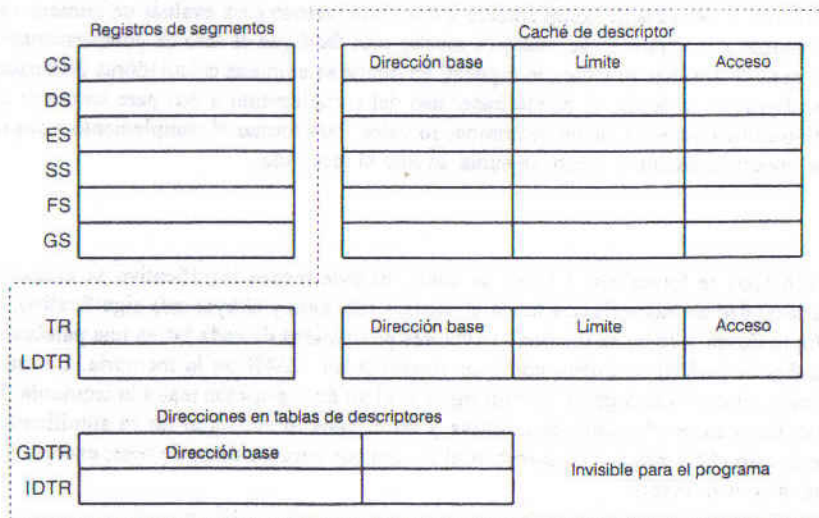 Registros de segmentos
Caché de descriptor
CS
Dirección base
Límite
Acceso
DS
ES
SS
FS
GS
TR
Dirección base
Límite
Acceso
LDTR
Direcciones en tablas de descriptores
GDTR
Dirección base
IDTR
Invisible para el programa